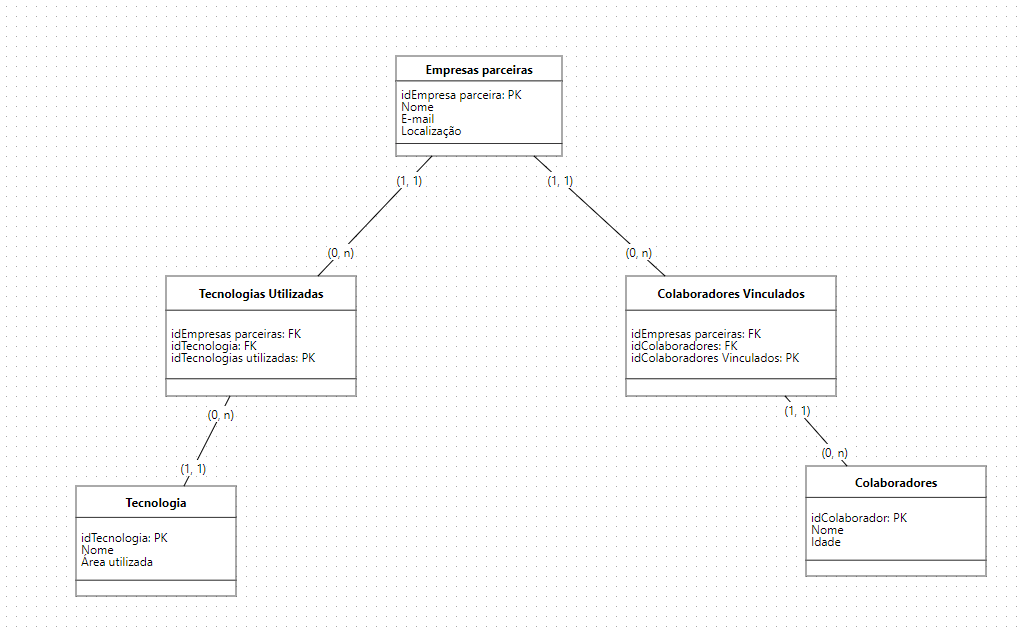 Empresas parceiras
idEmpresa parceira: PK
Nome
E-mail
Localização
(1, 1)
(1, 1)
(0, n)
(0, n)
Tecnologias Utilizadas
idEmpresas parceiras: FK
idTecnologia: FK
idTecnologias utilizadas: PK
Colaboradores Vinculados
idEmpresas parceiras: FK
idColaboradores: FK
idColaboradores Vinculados: PK
(0, n)
(1, 1)
(1, 1)
(0, n)
Tecnologia
idTecnologia: PK
Nome
Área utilizada
Colaboradores
idColaborador: PK
Nome
Idade